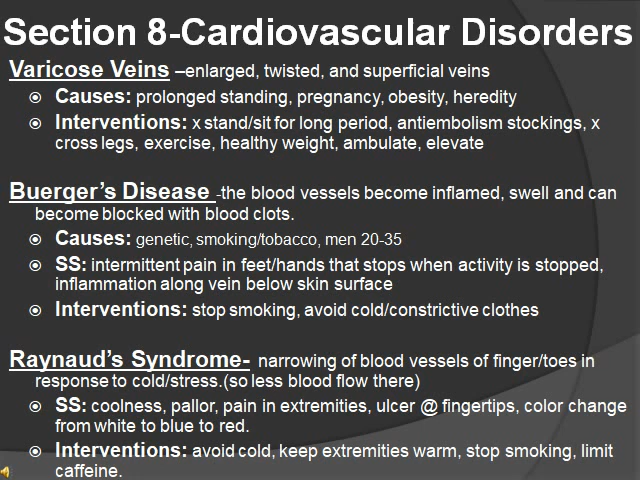 Section 8-Cardiovascular Disorders
Varicose Veins –enlarged, twisted, and superficial veins
Causes: prolonged standing, pregnancy, obesity, heredity
Interventions: x stand/sit for long period, antiembolism stockings, x
cross legs, exercise, healthy weight, ambulate, elevate
Buerger's Disease -the blood vessels become inflamed, swell and can
become blocked with blood clots.
Causes: genetic, smoking/tobacco, men 20-35
SS: intermittent pain in feet/hands that stops when activity is stopped,
inflammation along vein below skin surface
Interventions: stop smoking, avoid cold/constrictive clothes
Raynaud's Syndrome- narrowing of blood vessels of finger/toes in
response to cold/stress.(so less blood flow there)
SS: coolness, pallor, pain in extremities, ulcer @ fingertips, color change
from white to blue to red.
Interventions: avoid cold, keep extremities warm, stop smoking, limit
caffeine.